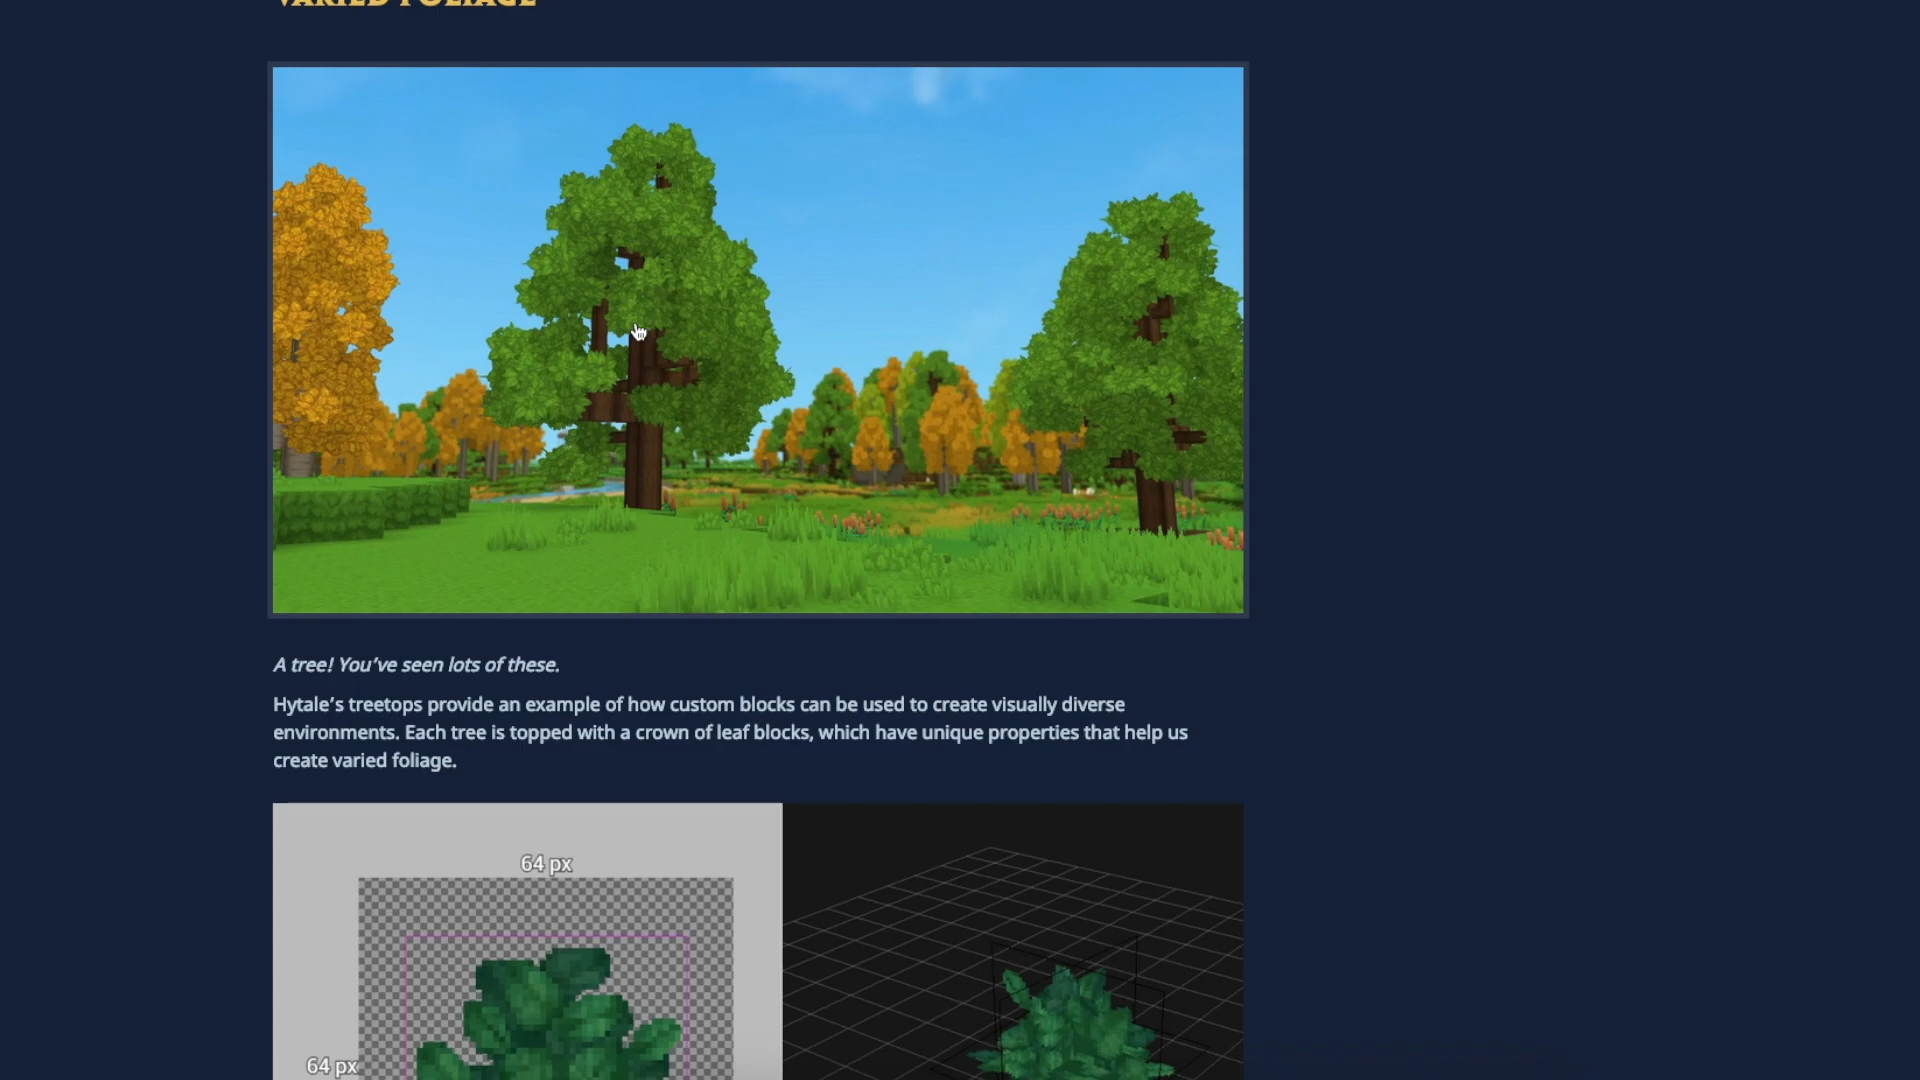 VARIED FOLIAGE
A tree! You’ve seen lots of these.
Hytale’s treetops provide an example of how custom blocks can be used to create visually diverse
environments. Each tree is topped with a crown of leaf blocks, which have unique properties that help us
create varied foliage.
64 px
64 px